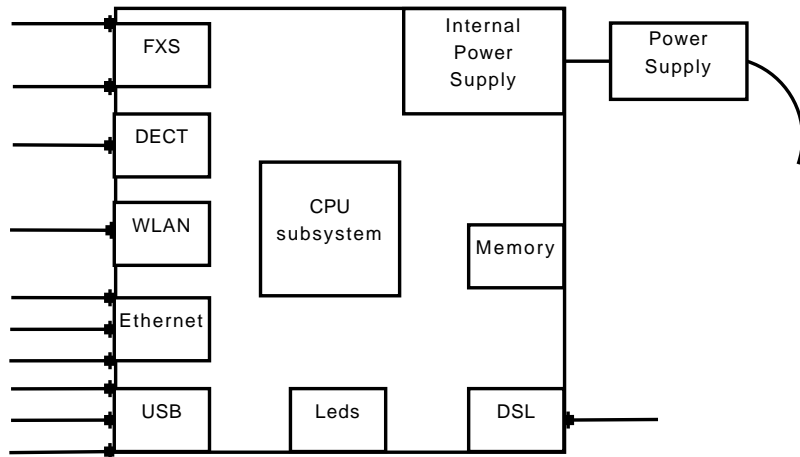 FXS
Internal
Power
Supply
Power
Supply
DECT
WLAN
CPU
subsystem
Memory
Ethernet
USB
Leds
DSL